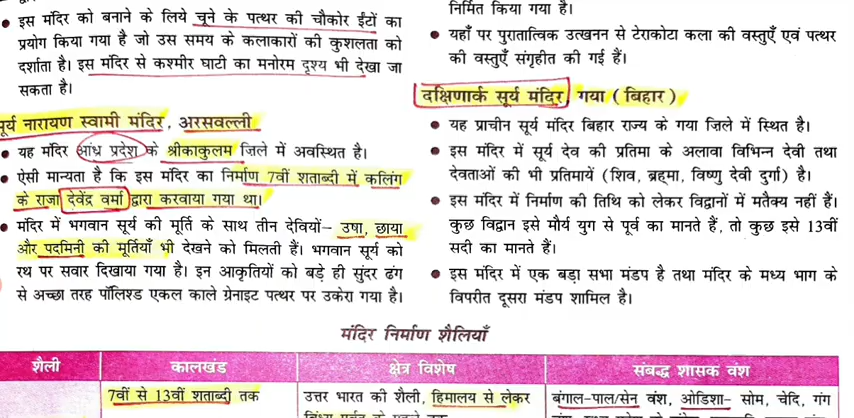 इस मंदिर को बनाने के लिये चूने के पत्थर की चौकोर ईंटों का
प्रयोग किया गया है जो उस समय के कलाकारों की कुशलता को
दर्शाता है। इस मंदिर से कश्मीर घाटी का मनोरम दृश्य भी देखा जा
सकता है।
सूर्य नारायण स्वामी मंदिर, अरसवल्ली
यह मंदिर आंध्र प्रदेश के श्रीकाकुलम ज़िले में अवस्थित है।
ऐसी मान्यता है कि इस मंदिर का निर्माण 7वीं शताब्दी में कलिंग
के राजा देवेंद्र वर्मा द्वारा करवाया गया था।
मंदिर में भगवान सूर्य की मूर्ति के साथ तीन देवियों– उषा, छाया
और पदमिनी की मूर्तियाँ भी देखने को मिलती हैं। भगवान सूर्य को
रथ पर सवार दिखाया गया है। इन आकृतियों को बड़े ही सुंदर ढंग
से अच्छा तरह पॉलिश्ड एकल काले ग्रेनाइट पत्थर पर उकेरा गया है।
निर्मित किया गया है।
यहाँ पर पुरातात्विक उत्खनन से टेराकोटा कला की वस्तुएँ एवं पत्थर
की वस्तुएँ संगृहीत की गई हैं।
दक्षिणार्क सूर्य मंदिर, गया (बिहार)
यह प्राचीन सूर्य मंदिर बिहार राज्य के गया ज़िले में स्थित है।
इस मंदिर में सूर्य देव की प्रतिमा के अलावा विभिन्न देवी तथा
देवताओं की भी प्रतिमायें (शिव, ब्रह्मा, विष्णु देवी दुर्गा) है।
इस मंदिर में निर्माण की तिथि को लेकर विद्वानों में मतैक्य नहीं हैं।
कुछ विद्वान इसे मौर्य युग से पूर्व का मानते हैं, तो कुछ इसे 13वीं
सदी का मानते हैं।
इस मंदिर में एक बड़ा सभा मंडप है तथा मंदिर के मध्य भाग के
विपरीत दूसरा मंडप शामिल है।
मंदिर निर्माण शैलियाँ
शैली
कालखंड
क्षेत्र विशेष
संबद्ध शासक वंश
7वीं से 13वीं शताब्दी तक
उत्तर भारत की शैली, हिमालय से लेकर
बंगाल-पाल/सेन वंश, ओडिशा– सोम, चेदि, गंग